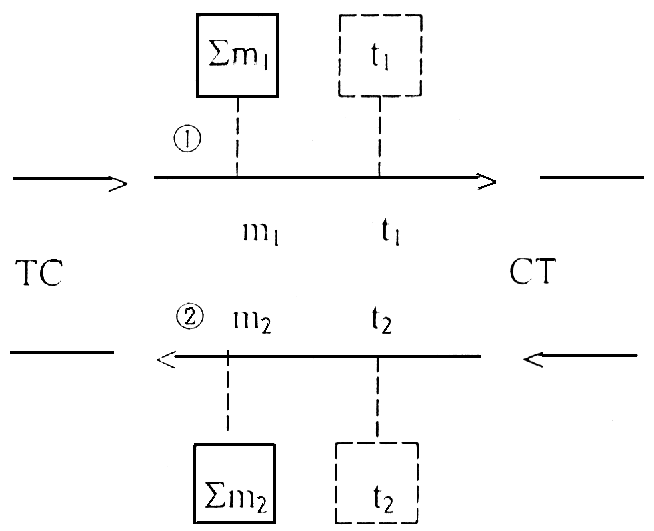 Σm₁ t₁
①
m₁ t₁
TC CT
② m₂ t₂
Σm₂ t₂